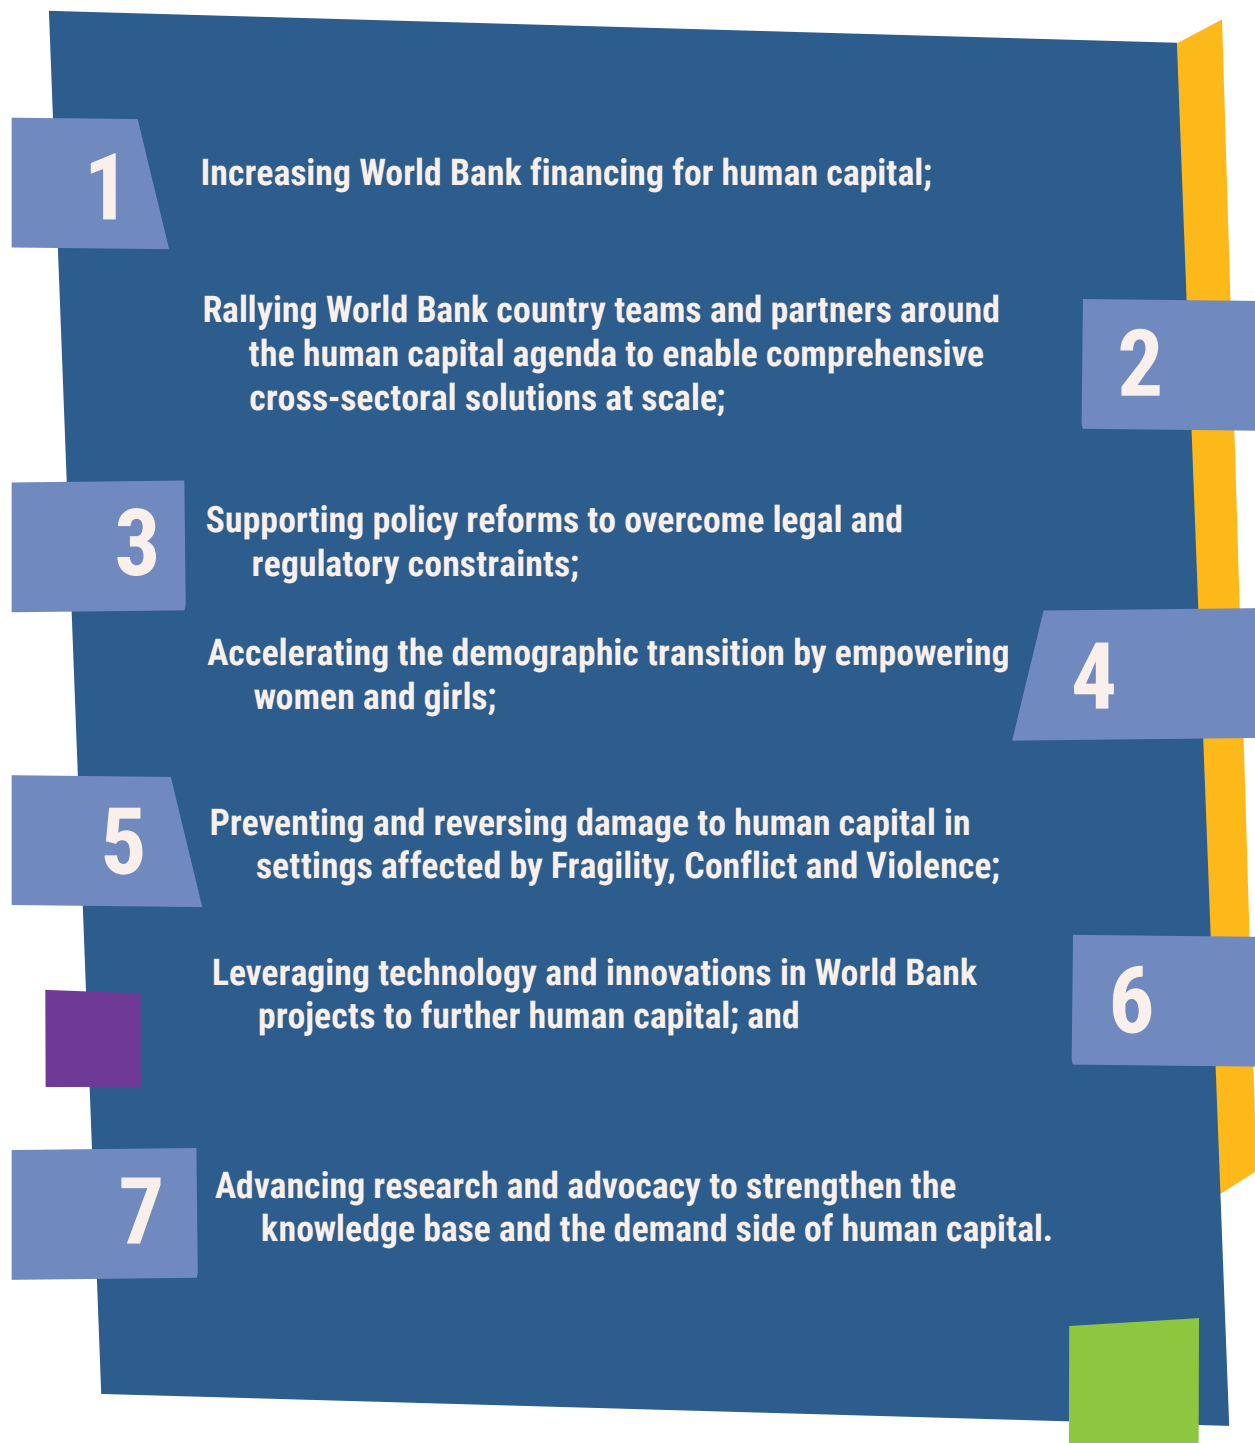 1
Increasing World Bank financing for human capital;
Rallying World Bank country teams and partners around
the human capital agenda to enable comprehensive
cross-sectoral solutions at scale;
2
3
Supporting policy reforms to overcome legal and
regulatory constraints;
Accelerating the demographic transition by empowering
women and girls;
4
5
Preventing and reversing damage to human capital in
settings affected by Fragility, Conflict and Violence;
Leveraging technology and innovations in World Bank
projects to further human capital; and
6
7
Advancing research and advocacy to strengthen the
knowledge base and the demand side of human capital.